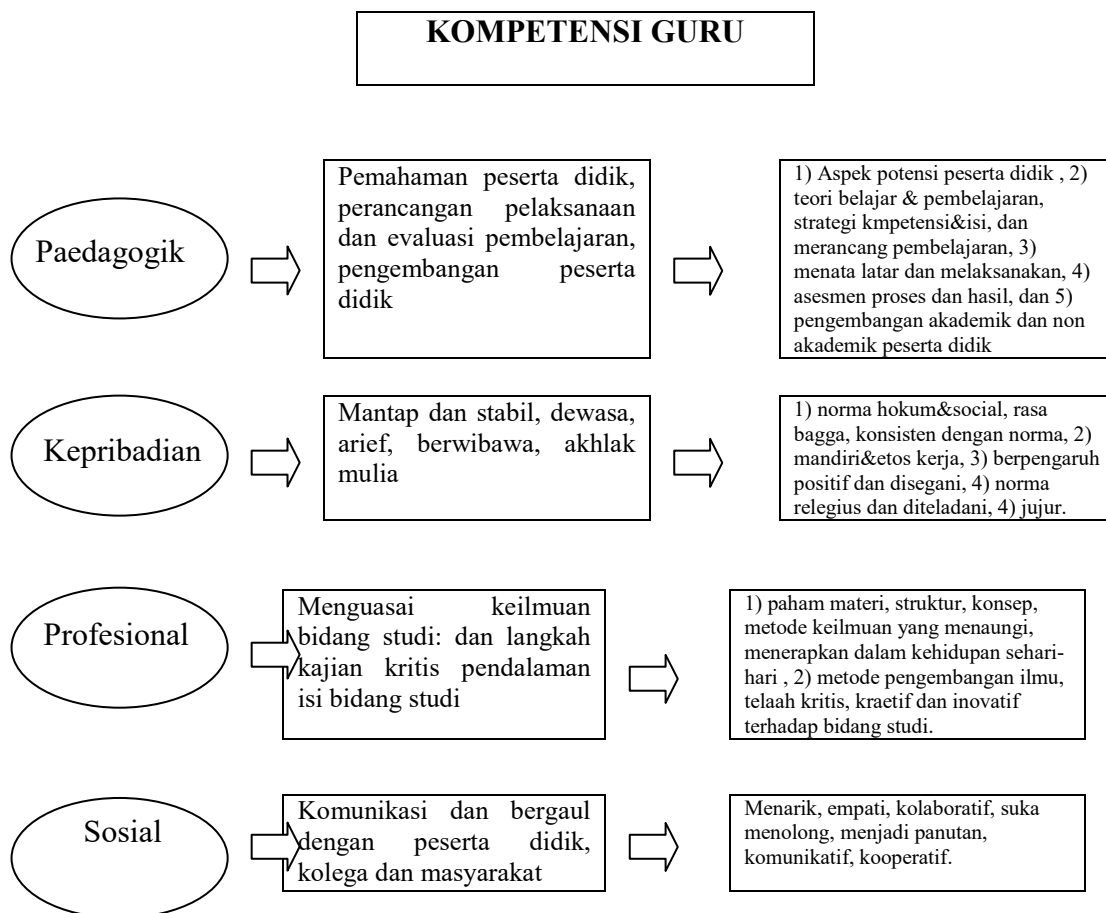 KOMPETENSI GURU
Paedagogik
Pemahaman peserta didik,
perancangan pelaksanaan
dan evaluasi pembelajaran,
pengembangan peserta
didik
1) Aspek potensi peserta didik , 2)
teori belajar & pembelajaran,
strategi kmpetensi&isi, dan
merancang pembelajaran, 3)
menata latar dan melaksanakan, 4)
asesmen proses dan hasil, dan 5)
pengembangan akademik dan non
akademik peserta didik
Kepribadian
Mantap dan stabil, dewasa,
arief, berwibawa, akhlak
mulia
1) norma hokum&social, rasa
bagga, konsisten dengan norma, 2)
mandiri&etos kerja, 3) berpengaruh
positif dan disegani, 4) norma
relegius dan diteladani, 4) jujur.
Profesional
Menguasai keilmuan
bidang studi: dan langkah
kajian kritis pendalaman
isi bidang studi
1) paham materi, struktur, konsep,
metode keilmuan yang menaungi,
menerapkan dalam kehidupan sehari-
hari , 2) metode pengembangan ilmu,
telaah kritis, kraetif dan inovatif
terhadap bidang studi.
Sosial
Komunikasi dan bergaul
dengan peserta didik,
kolega dan masyarakat
Menarik, empati, kolaboratif, suka
menolong, menjadi panutan,
komunikatif, kooperatif.